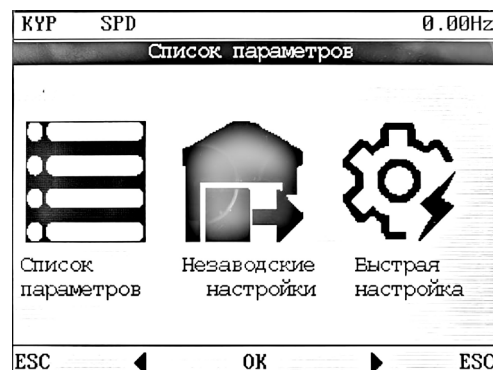 KYP SPD 0.00Hz
Список параметров
Список параметров
Незаводские настройки
Быстрая настройка
ESC OK ESC